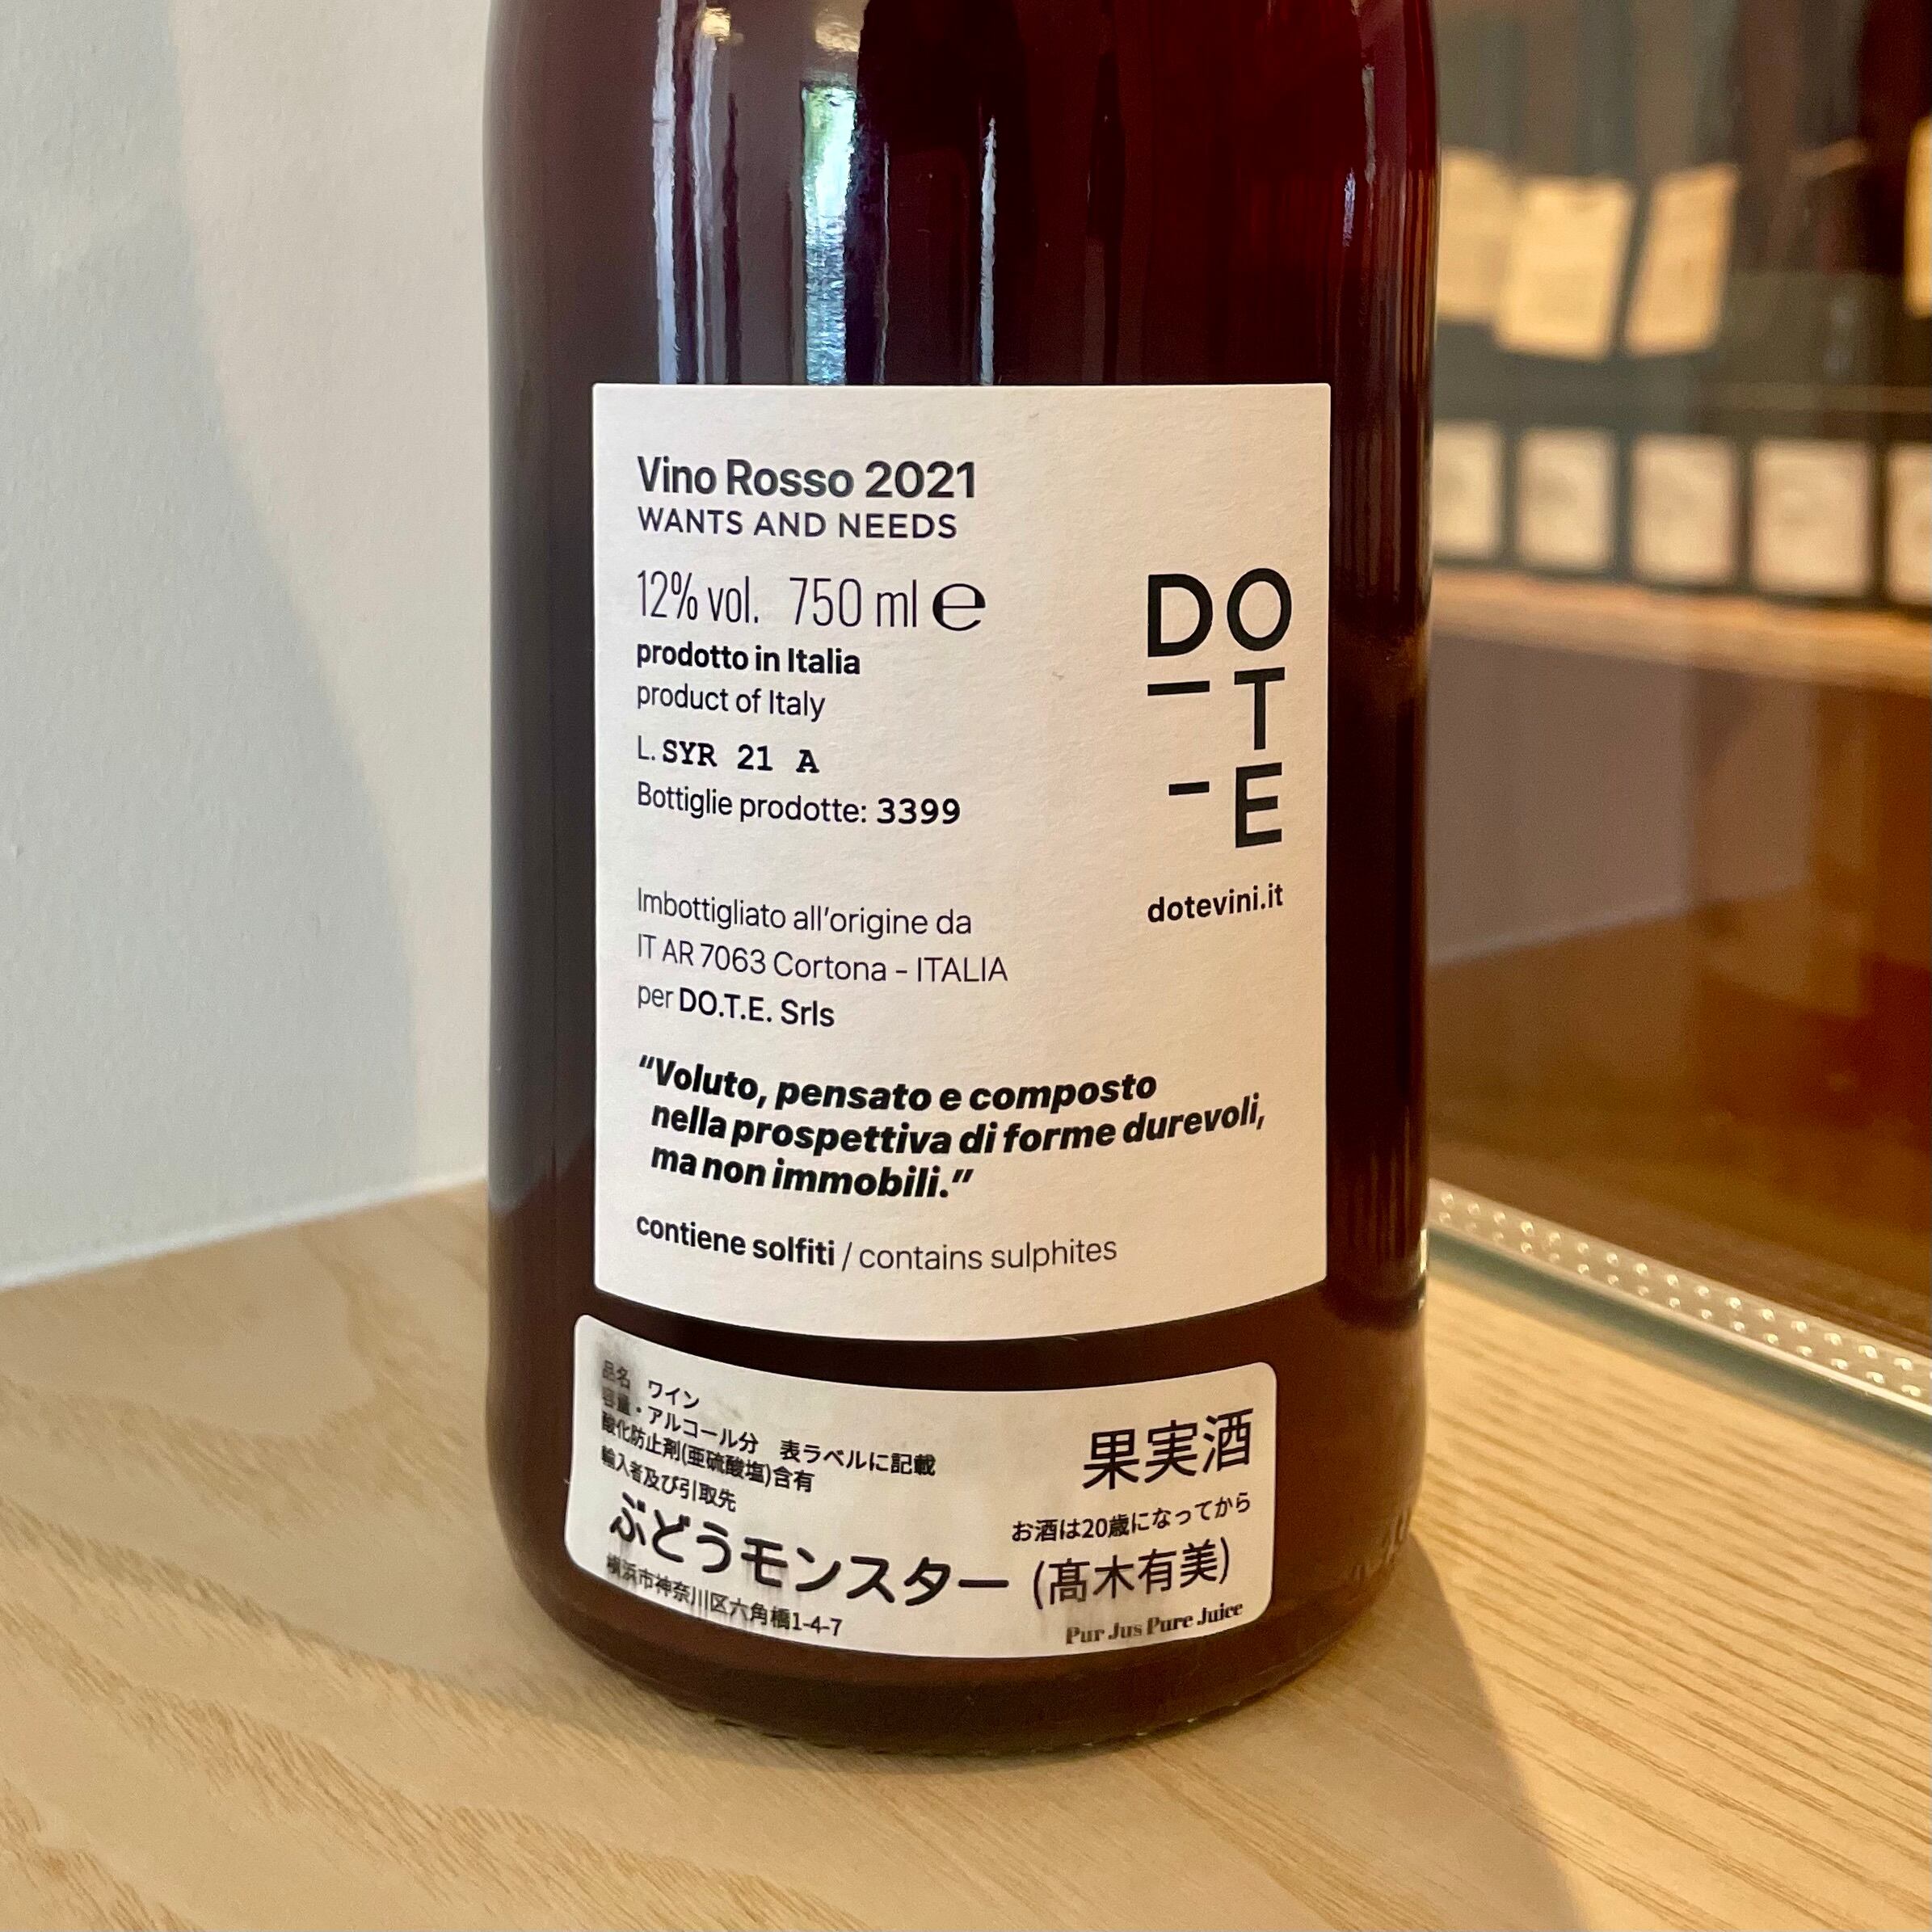 Vino Rosso 2021
WANTS AND NEEDS
12% vol. 750 ml ℮
prodotto in Italia
product of Italy
L. SYR 21 A
Bottiglie prodotte: 3399
DO
– T
– E
dotevini.it
Imbottigliato all'origine da
IT AR 7063 Cortona - ITALIA
per DO.T.E. Srls
“Voluto, pensato e composto
nella prospettiva di forme durevoli,
ma non immobili.”
contiene solfiti / contains sulphites
品名 ワイン
容量・アルコール分 表ラベルに記載
酸化防止剤(亜硫酸塩)含有
輸入者及び引取先
果実酒
お酒は20歳になってから
ぶどうモンスター (髙木有美)
横浜市神奈川区六角橋1-4-7
Pur Jus Pure Juice